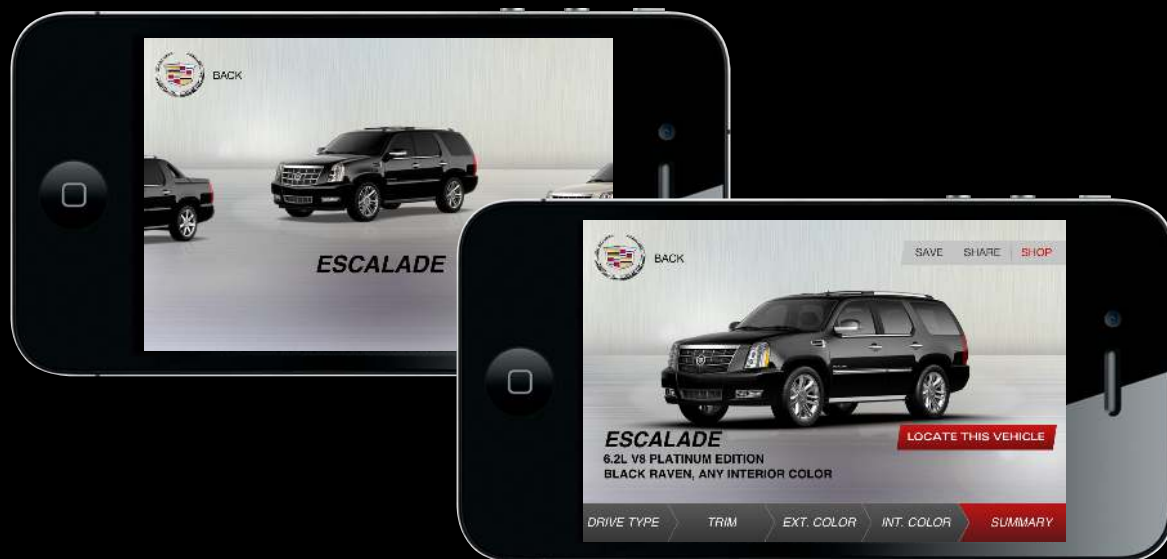 BACK
ESCALADE
BACK
SAVE SHARE SHOP
ESCALADE
LOCATE THIS VEHICLE
6.2L V8 PLATINUM EDITION
BLACK RAVEN, ANY INTERIOR COLOR
DRIVE TYPE TRIM EXT. COLOR INT. COLOR SUMMARY